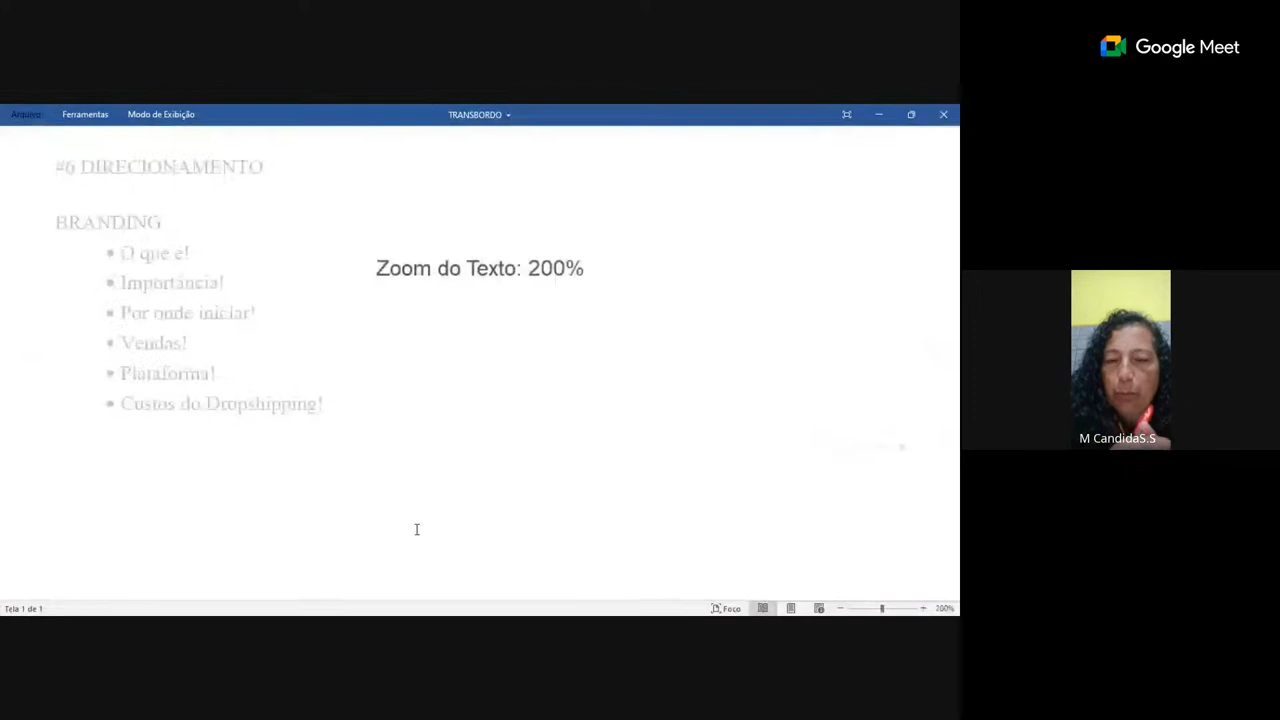 Google Meet
Arquivo Ferramentas Modo de Exibição TRANSBORDO
#6 DIRECIONAMENTO
BRANDING
• O que é!
Zoom do Texto: 200%
• Importância!
• Por onde iniciar!
• Vendas!
• Plataforma!
• Custos do Dropshipping!
M CandidaS.S
Tela 1 de 1 Foco 200%